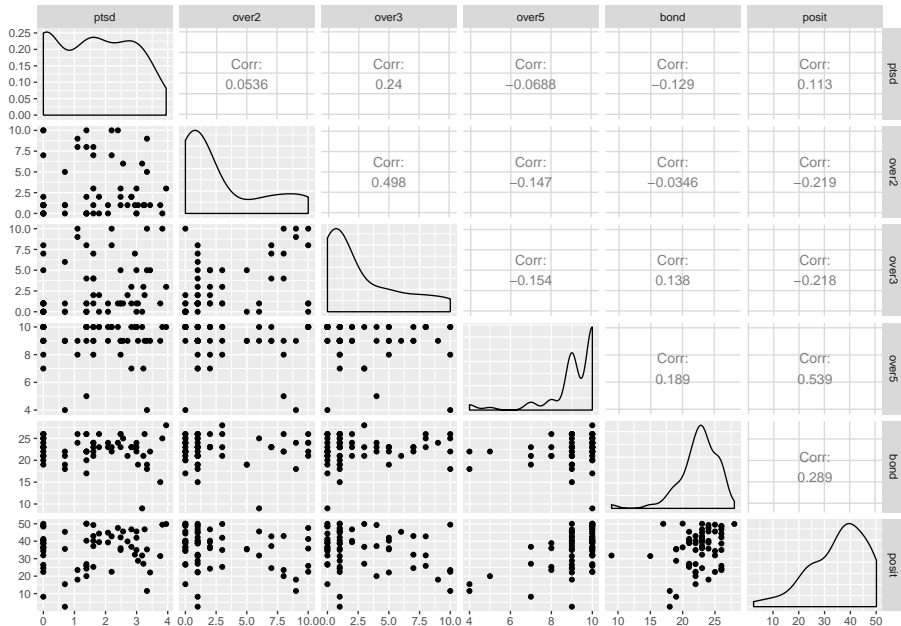 ptsd over2 over3 over5 bond posit
0.25
0.20
0.15
0.10
0.05
0.00
Corr:
0.0536
Corr:
0.24
Corr:
−0.0688
Corr:
−0.129
Corr:
0.113
ptsd
10.0
7.5
5.0
2.5
0.0
Corr:
0.498
Corr:
−0.147
Corr:
−0.0346
Corr:
−0.219
over2
10.0
7.5
5.0
2.5
0.0
Corr:
−0.154
Corr:
0.138
Corr:
−0.218
over3
10
8
6
4
Corr:
0.189
Corr:
0.539
over5
25
20
15
10
Corr:
0.289
bond
50
40
30
20
10
posit
0 1 2 3 4 0.0 2.5 5.0 7.5 10.0 0.0 2.5 5.0 7.5 10.0 4 6 8 10 10 15 20 25 10 20 30 40 50